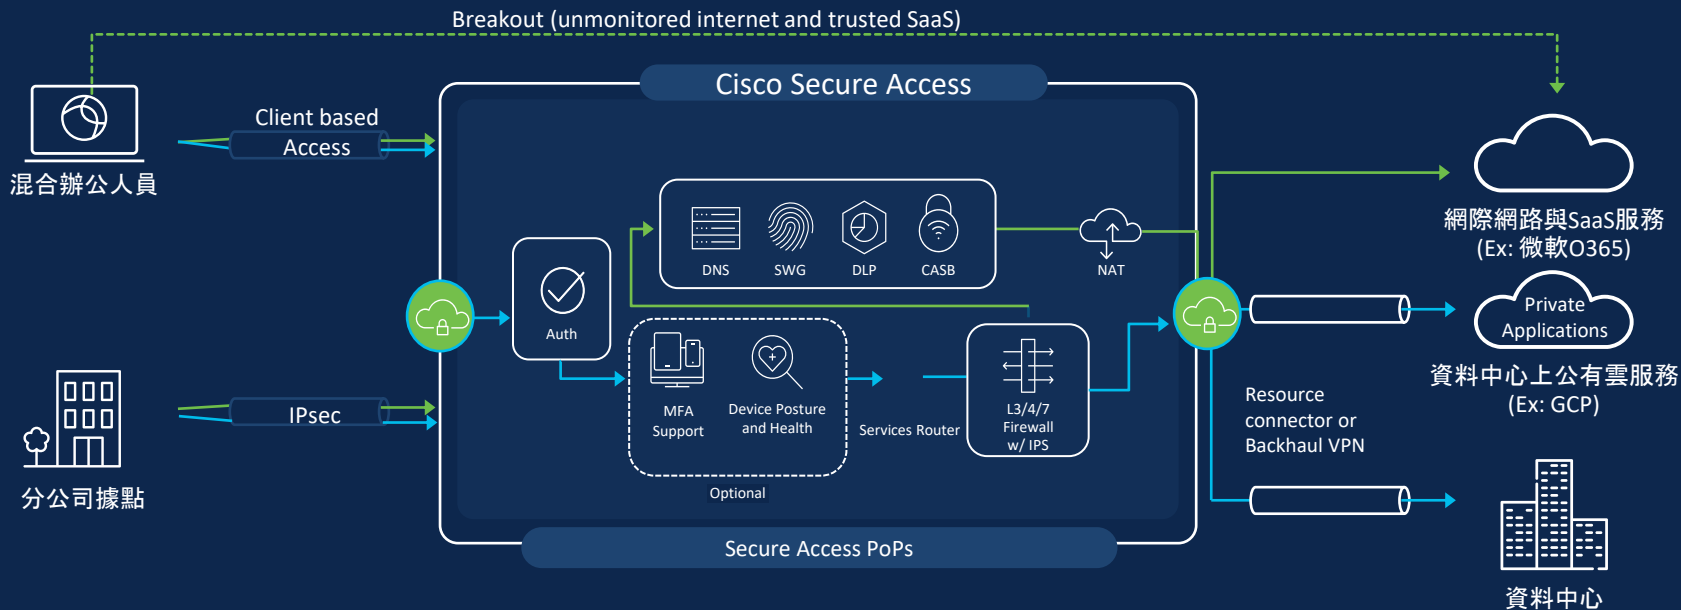 Breakout (unmonitored internet and trusted SaaS)
Cisco Secure Access
Client based
Access
混合辦公人員
DNS
SWG
DLP
CASB
NAT
網際網路與SaaS服務
(Ex: 微軟O365)
Auth
Private
Applications
MFA
Support
Device Posture
and Health
Services Router
L3/4/7
Firewall
w/ IPS
資料中心上公有雲服務
(Ex: GCP)
IPsec
Resource
connector or
Backhaul VPN
分公司據點
Optional
Secure Access PoPs
資料中心